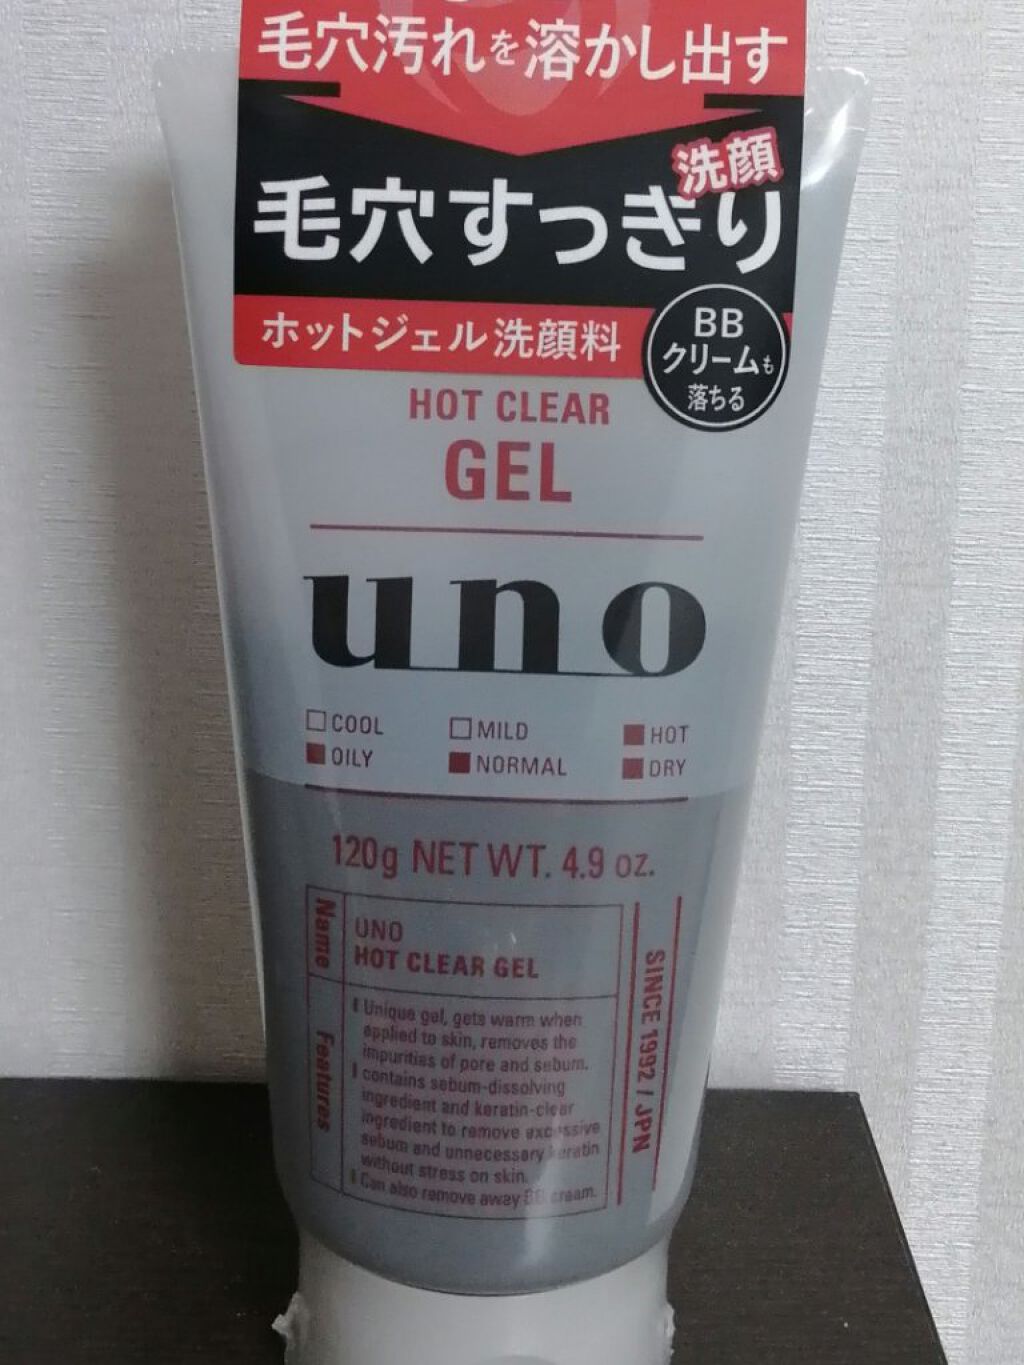 毛穴汚れを溶かし出す
洗顔
毛穴すっきり
ホットジェル洗顔料
BB
クリームも
落ちる
HOT CLEAR
GEL
uno
COOL MILD HOT
OILY NORMAL DRY
120g NET WT. 4.9 oz.
Name
UNO
HOT CLEAR GEL
Features
Unique gel, gets warm when
applied to skin, removes the
impurities of pore and sebum.
contains sebum-dissolving
ingredient and keratin-clear
ingredient to remove excessive
sebum and unnecessary keratin
without stress on skin.
Can also remove away BB cream.
SINCE 1992 / JPN